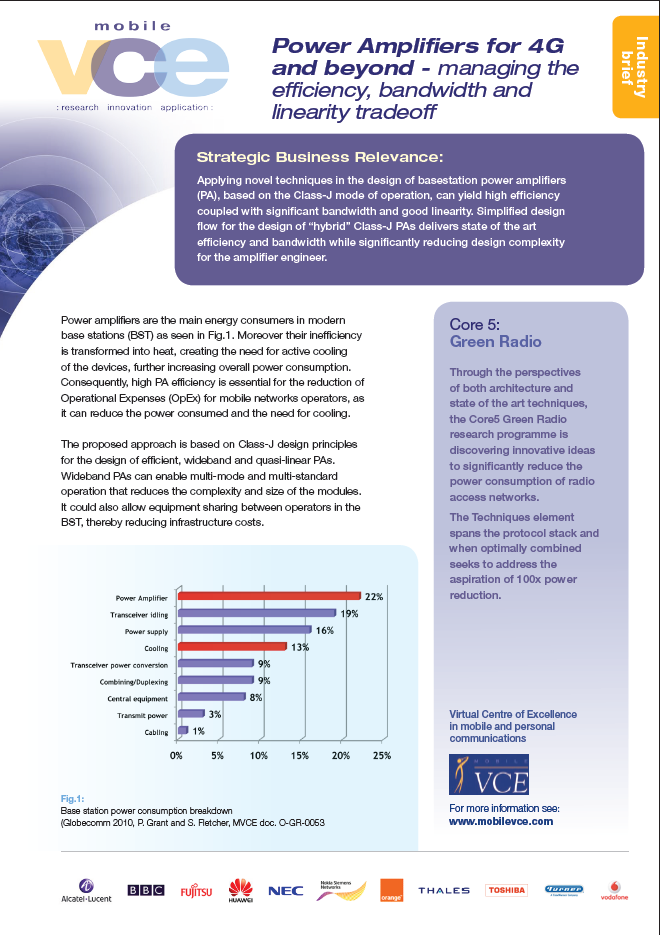 mobile
vce
: research innovation application :
Power Amplifiers for 4G
and beyond - managing the
efficiency, bandwidth and
linearity tradeoff
Industry
brief
Strategic Business Relevance:
Applying novel techniques in the design of basestation power amplifiers
(PA), based on the Class-J mode of operation, can yield high efficiency
coupled with significant bandwidth and good linearity. Simplified design
flow for the design of “hybrid” Class-J PAs delivers state of the art
efficiency and bandwidth while significantly reducing design complexity
for the amplifier engineer.
Power amplifiers are the main energy consumers in modern
base stations (BST) as seen in Fig.1. Moreover their inefficiency
is transformed into heat, creating the need for active cooling
of the devices, further increasing overall power consumption.
Consequently, high PA efficiency is essential for the reduction of
Operational Expenses (OpEx) for mobile networks operators, as
it can reduce the power consumed and the need for cooling.
The proposed approach is based on Class-J design principles
for the design of efficient, wideband and quasi-linear PAs.
Wideband PAs can enable multi-mode and multi-standard
operation that reduces the complexity and size of the modules.
It could also allow equipment sharing between operators in the
BST, thereby reducing infrastructure costs.
Power Amplifier 22%
Transceiver idling 19%
Power supply 16%
Cooling 13%
Transceiver power conversion 9%
Combining/Duplexing 9%
Central equipment 8%
Transmit power 3%
Cabling 1%
0% 5% 10% 15% 20% 25%
Fig.1:
Base station power consumption breakdown
(Globecomm 2010, P. Grant and S. Fletcher, MVCE doc. O-GR-0053
Core 5:
Green Radio
Through the perspectives
of both architecture and
state of the art techniques,
the Core5 Green Radio
research programme is
discovering innovative ideas
to significantly reduce the
power consumption of radio
access networks.
The Techniques element
spans the protocol stack and
when optimally combined
seeks to address the
aspiration of 100x power
reduction.
Virtual Centre of Excellence
in mobile and personal
communications
MOBILE
VCE
For more information see:
www.mobilevce.com
Alcatel·Lucent
BBC
FUJITSU
HUAWEI
NEC
Nokia Siemens
Networks
orange
THALES
TOSHIBA
Turner
vodafone